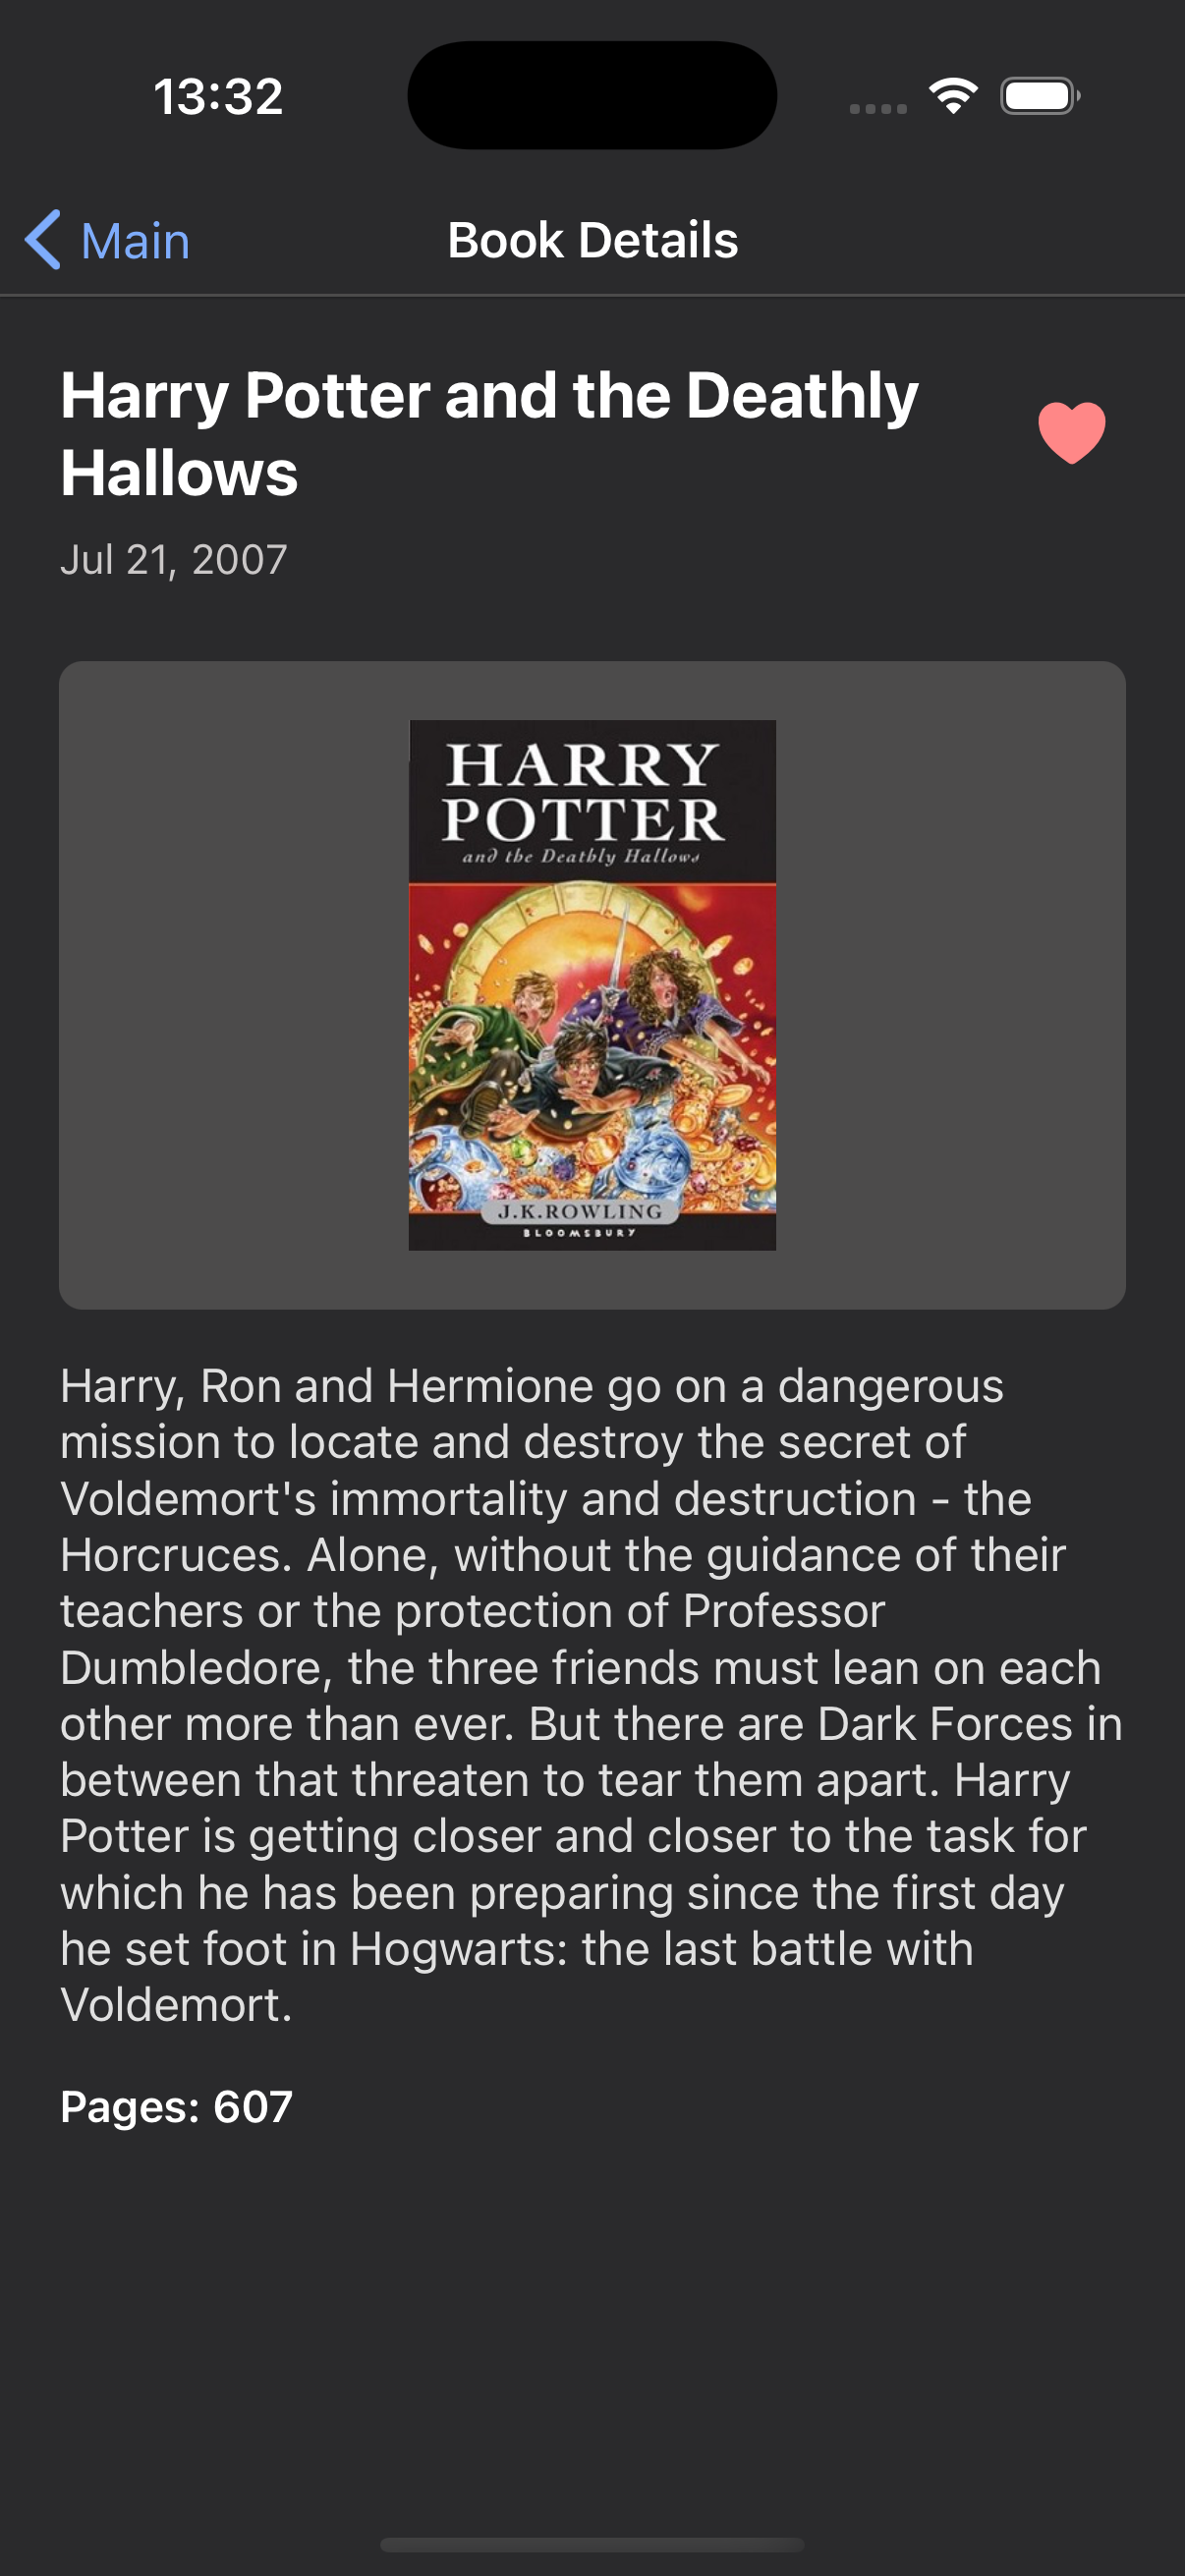 13:32
Main
Book Details
Harry Potter and the Deathly
Hallows
Jul 21, 2007
HARRY
POTTER
and the Deathly Hallows
J.K.ROWLING
BLOOMSBURY
Harry, Ron and Hermione go on a dangerous
mission to locate and destroy the secret of
Voldemort's immortality and destruction - the
Horcruces. Alone, without the guidance of their
teachers or the protection of Professor
Dumbledore, the three friends must lean on each
other more than ever. But there are Dark Forces in
between that threaten to tear them apart. Harry
Potter is getting closer and closer to the task for
which he has been preparing since the first day
he set foot in Hogwarts: the last battle with
Voldemort.
Pages: 607